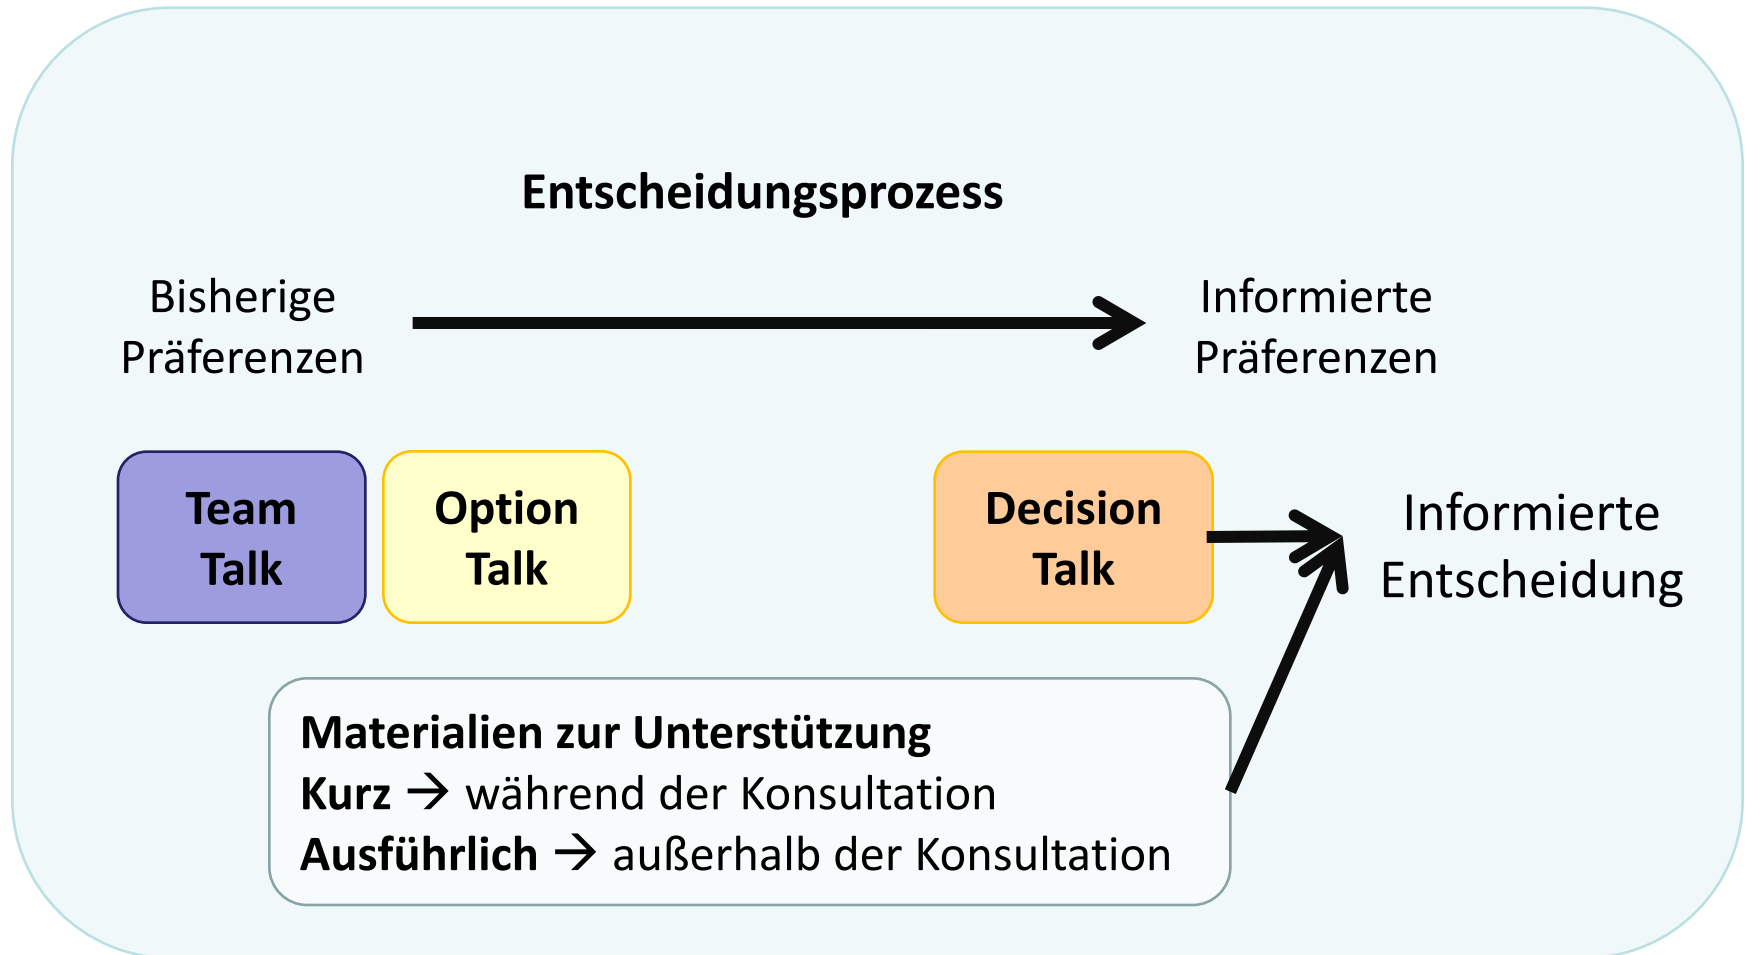 Entscheidungsprozess
Bisherige
Präferenzen
Informierte
Präferenzen
Team
Talk
Option
Talk
Decision
Talk
Informierte
Entscheidung
Materialien zur Unterstützung
Kurz → während der Konsultation
Ausführlich → außerhalb der Konsultation